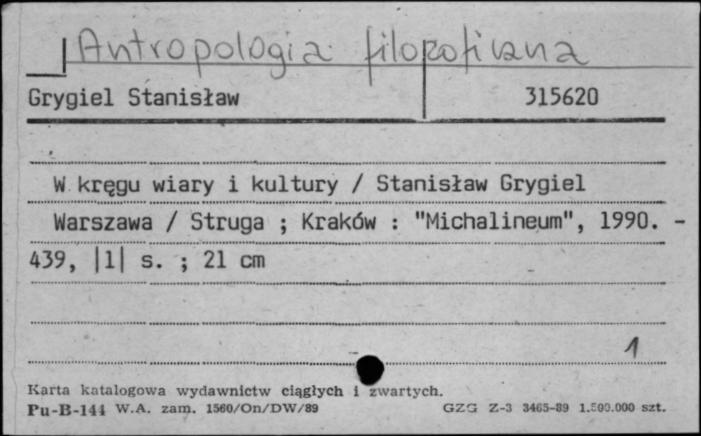 Antropologia filozoficzna
Grygiel Stanisław 315620
W kręgu wiary i kultury / Stanisław Grygiel
Warszawa / Struga ; Kraków : "Michalineum", 1990. -
439, |1| s. ; 21 cm
1
Karta katalogowa wydawnictw ciągłych i zwartych.
Pu-B-144 W.A. zam. 1560/On/DW/89 GZG Z-3 3465-89 1.500.000 szt.